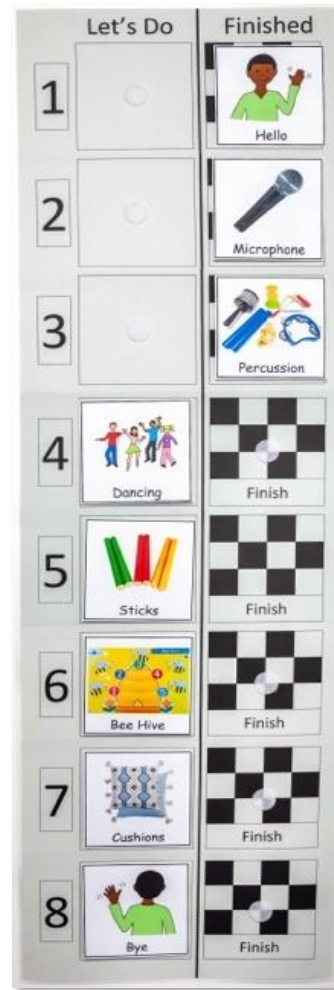 Let's Do Finished
1 Hello
2 Microphone
3 Percussion
4 Dancing Finish
5 Sticks Finish
6 Bee Hive Finish
7 Cushions Finish
8 Bye Finish